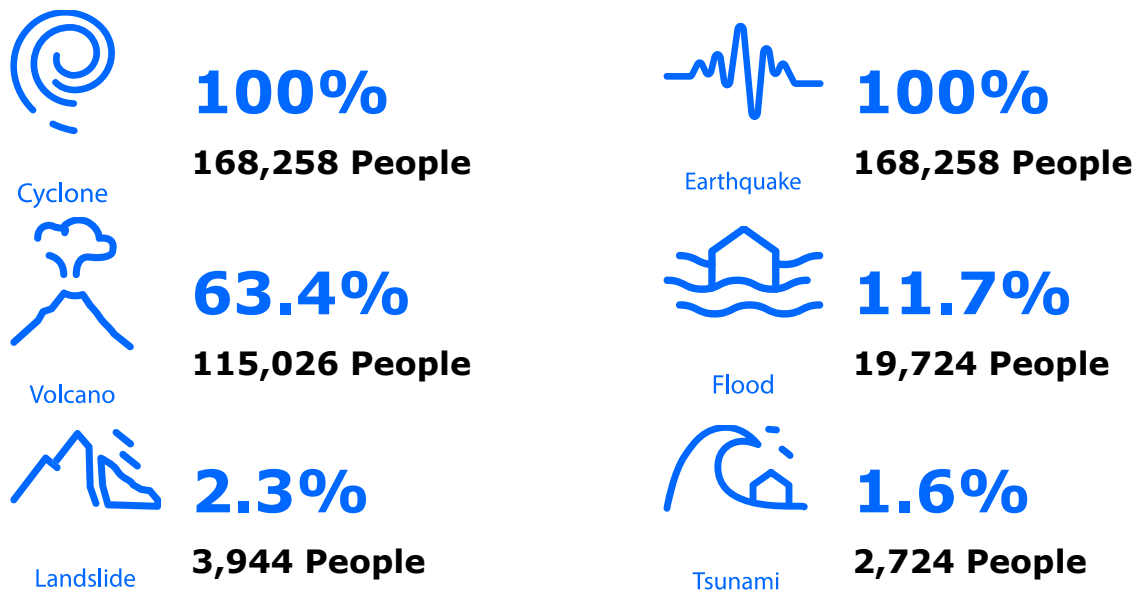 100%
168,258 People
Cyclone
100%
168,258 People
Earthquake
63.4%
115,026 People
Volcano
11.7%
19,724 People
Flood
2.3%
3,944 People
Landslide
1.6%
2,724 People
Tsunami